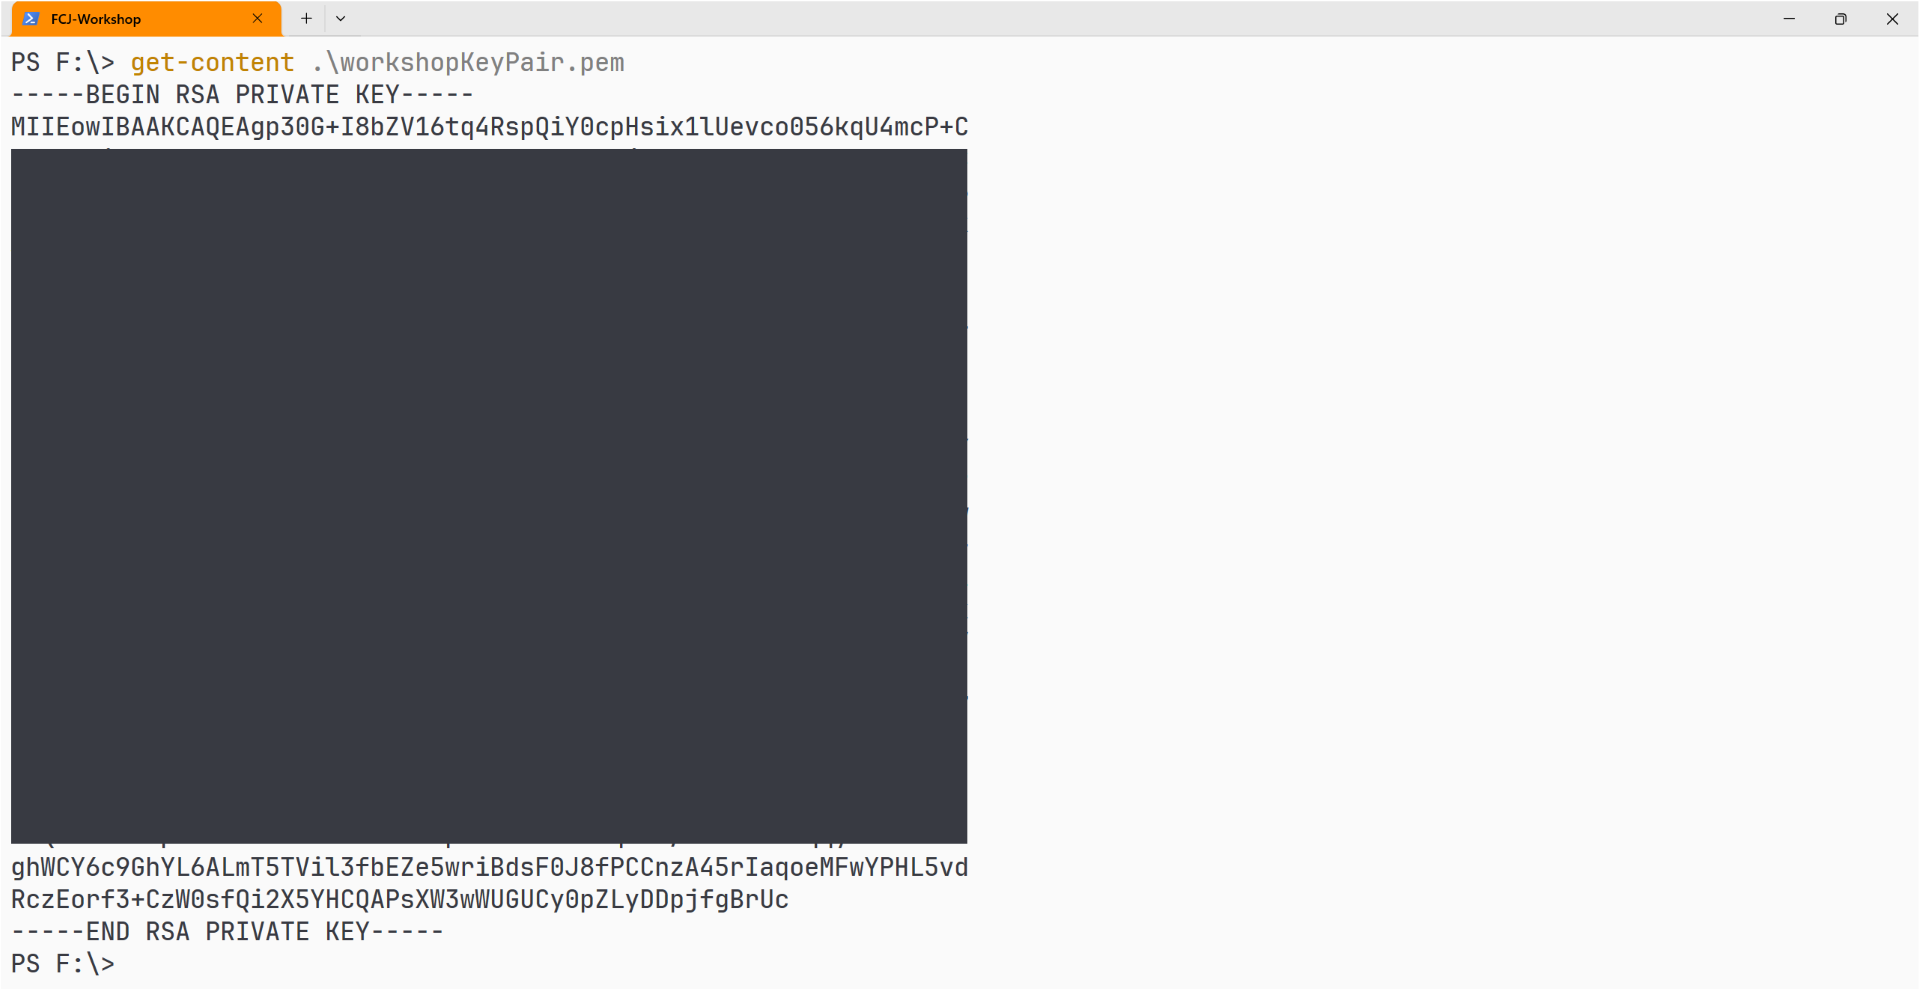 FCJ-Workshop
PS F:\> get-content .\workshopKeyPair.pem
-----BEGIN RSA PRIVATE KEY-----
MIIEowIBAAKCAQEAgp30G+I8bZV16tq4RspQiY0cpHsix1lUevco056kqU4mcP+C
ghWCY6c9GhYL6ALmT5TVil3fbEZe5wriBdsF0J8fPCCnzA45rIaqoeMFwYPHL5vd
RczEorf3+CzW0sfQi2X5YHCQAPsXW3wWUGUCy0pZLyDDpjfgBrUc
-----END RSA PRIVATE KEY-----
PS F:\>